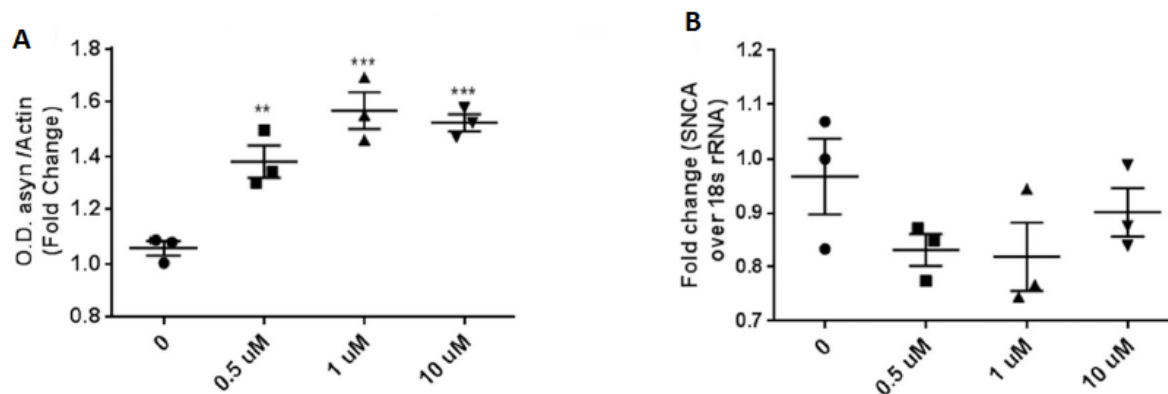 A
O.D. asyn /Actin
(Fold Change)
1.8
1.6
1.4
1.2
1.0
0.8
**
***
***
0
0.5 uM
1 uM
10 uM
B
Fold change (SNCA
over 18s rRNA)
1.2
1.1
1.0
0.9
0.8
0.7
0
0.5 uM
1 uM
10 uM